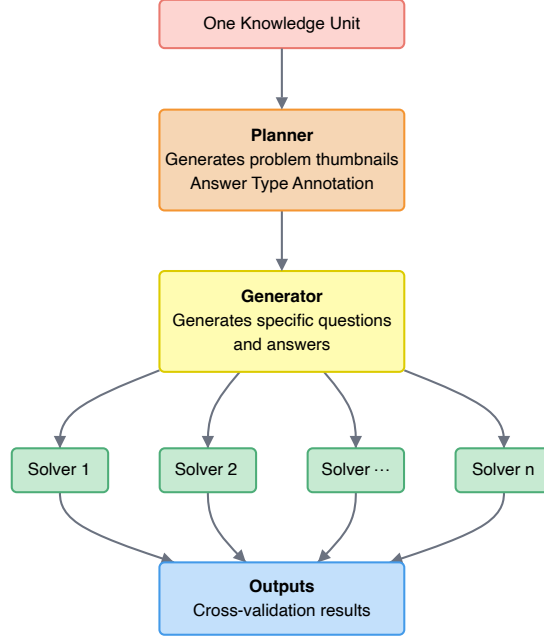 One Knowledge Unit
Planner
Generates problem thumbnails
Answer Type Annotation
Generator
Generates specific questions
and answers
Solver 1
Solver 2
Solver ⋯
Solver n
Outputs
Cross-validation results